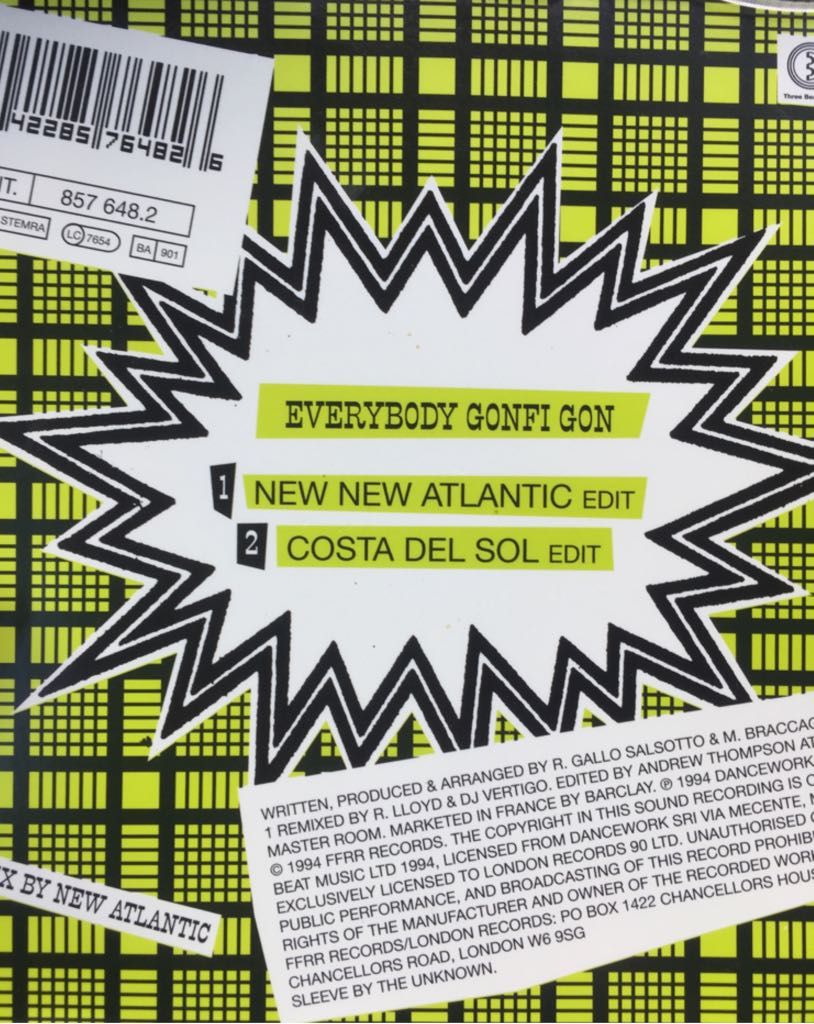 42285 76482 6
NT. 857 648.2
STEMRA LC 7654 BA 901
Three Be
EVERYBODY GONFI GON
1 NEW NEW ATLANTIC EDIT
2 COSTA DEL SOL EDIT
WRITTEN, PRODUCED & ARRANGED BY R. GALLO SALSOTTO & M. BRACCAG
1 REMIXED BY R. LLOYD & DJ VERTIGO. EDITED BY ANDREW THOMPSON AT
MASTER ROOM. MARKETED IN FRANCE BY BARCLAY. ℗ 1994 DANCEWORK
© 1994 FFRR RECORDS. THE COPYRIGHT IN THIS SOUND RECORDING IS
BEAT MUSIC LTD 1994, LICENSED FROM DANCEWORK SRI VIA MECENTE,
EXCLUSIVELY LICENSED TO LONDON RECORDS 90 LTD. UNAUTHORISED
PUBLIC PERFORMANCE, AND BROADCASTING OF THIS RECORD PROHIBI
RIGHTS OF THE MANUFACTURER AND OWNER OF THE RECORDED WOR
FFRR RECORDS/LONDON RECORDS: PO BOX 1422 CHANCELLORS HOUS
CHANCELLORS ROAD, LONDON W6 9SG
SLEEVE BY THE UNKNOWN.
X BY NEW ATLANTIC